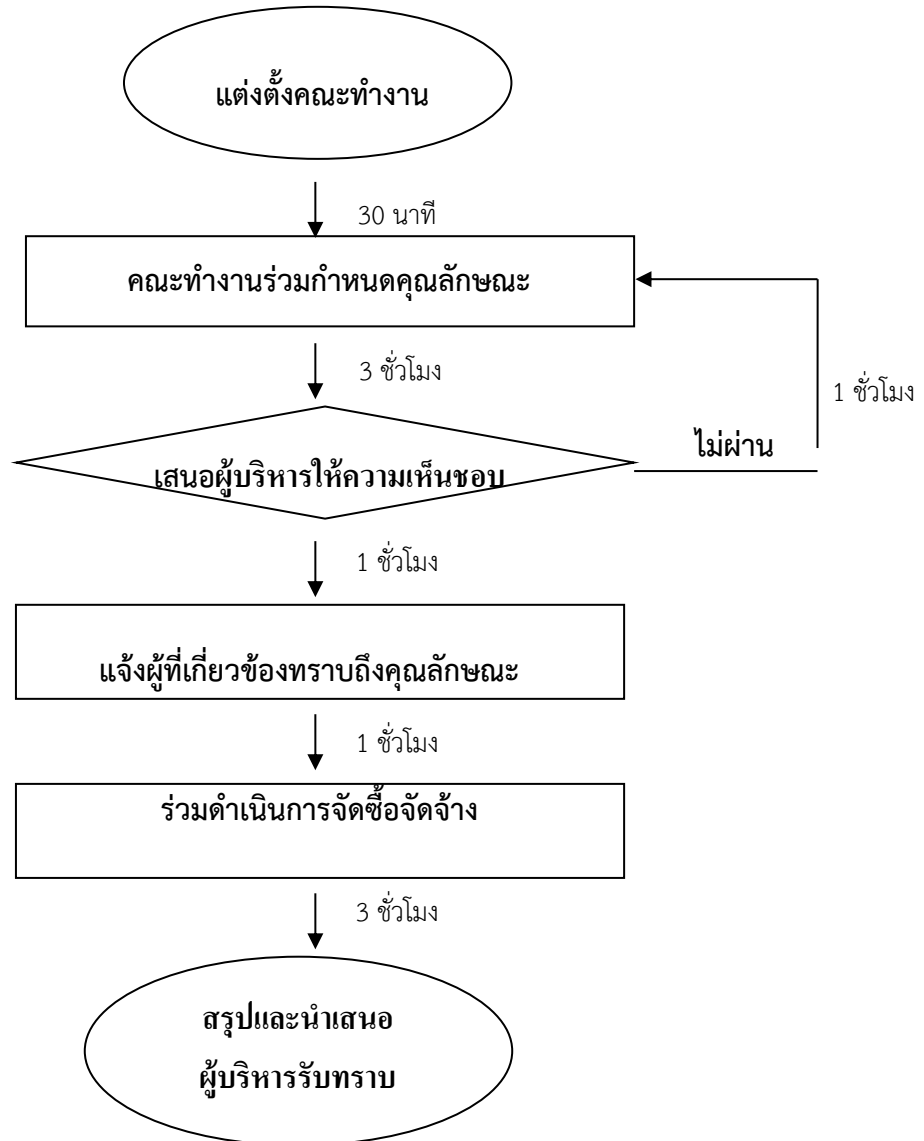 แต่งตั้งคณะทำงาน
30 นาที
คณะทำงานร่วมกำหนดคุณลักษณะ
3 ชั่วโมง
1 ชั่วโมง
ไม่ผ่าน
เสนอผู้บริหารให้ความเห็นชอบ
1 ชั่วโมง
แจ้งผู้ที่เกี่ยวข้องทราบถึงคุณลักษณะ
1 ชั่วโมง
ร่วมดำเนินการจัดซื้อจัดจ้าง
3 ชั่วโมง
สรุปและนำเสนอ
ผู้บริหารรับทราบ